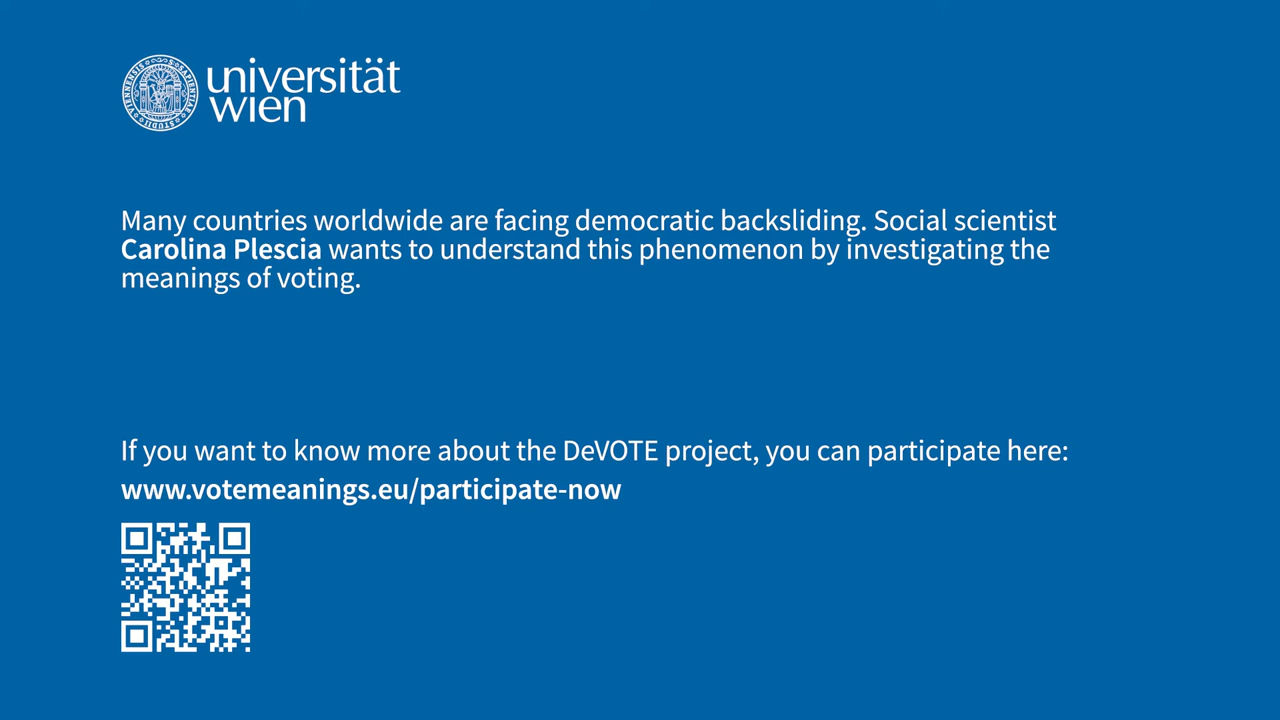 universität
wien
Many countries worldwide are facing democratic backsliding. Social scientist
Carolina Plescia wants to understand this phenomenon by investigating the
meanings of voting.
If you want to know more about the DeVOTE project, you can participate here:
www.votemeanings.eu/participate-now